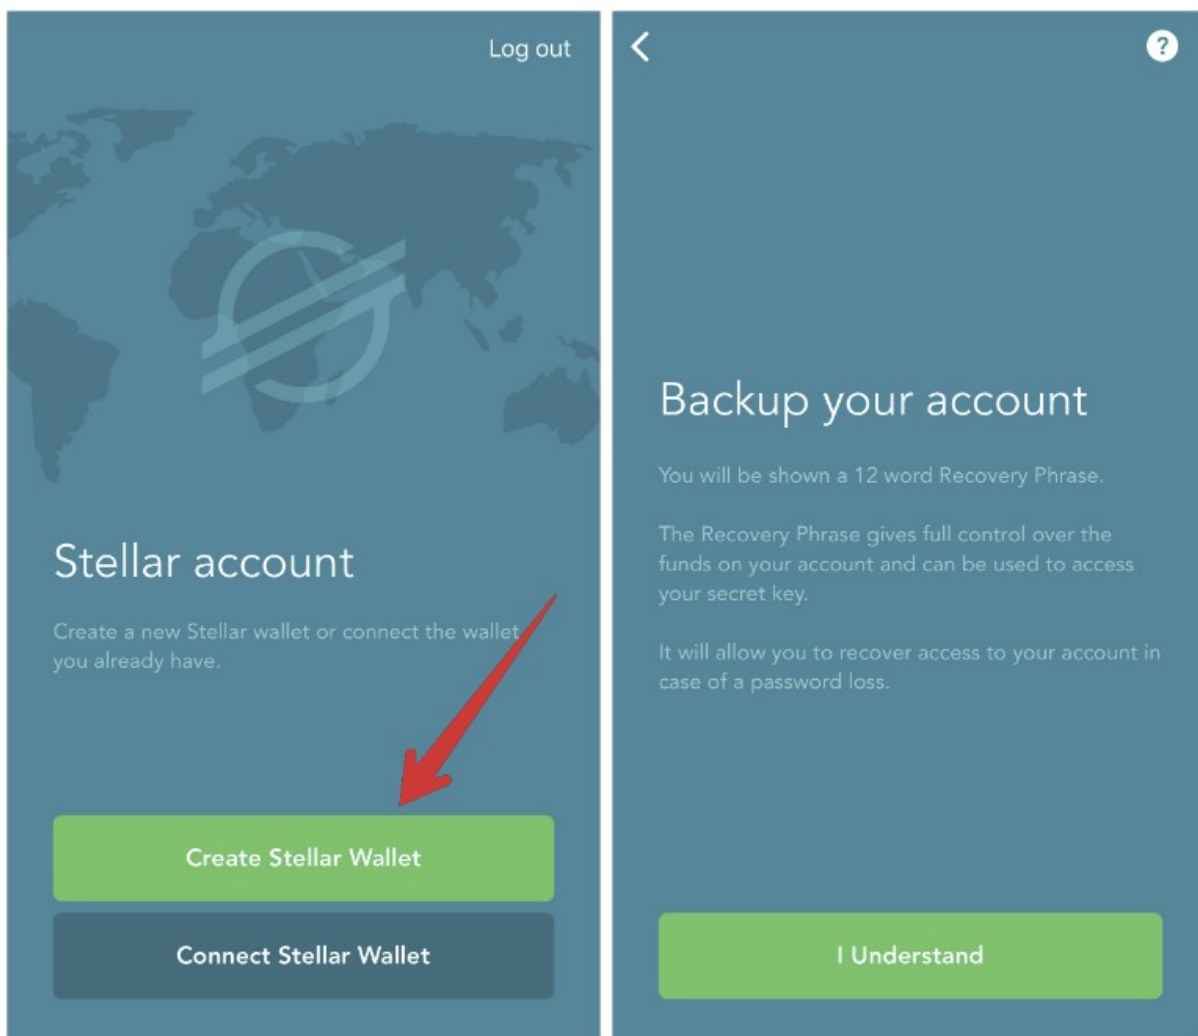 Log out
Stellar account
Create a new Stellar wallet or connect the wallet
you already have.
Create Stellar Wallet
Connect Stellar Wallet
?
Backup your account
You will be shown a 12 word Recovery Phrase.
The Recovery Phrase gives full control over the
funds on your account and can be used to access
your secret key.
It will allow you to recover access to your account in
case of a password loss.
I Understand